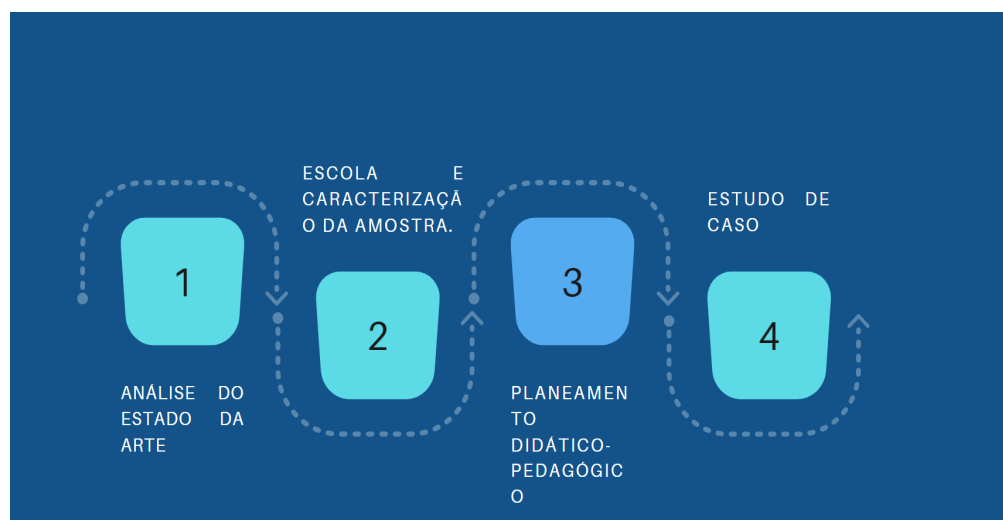 1
ANÁLISE DO
ESTADO DA
ARTE
ESCOLA E
CARACTERIZAÇÃ
O DA AMOSTRA.
2
3
PLANEAMEN
TO
DIDÁTICO-
PEDAGÓGIC
O
ESTUDO DE
CASO
4